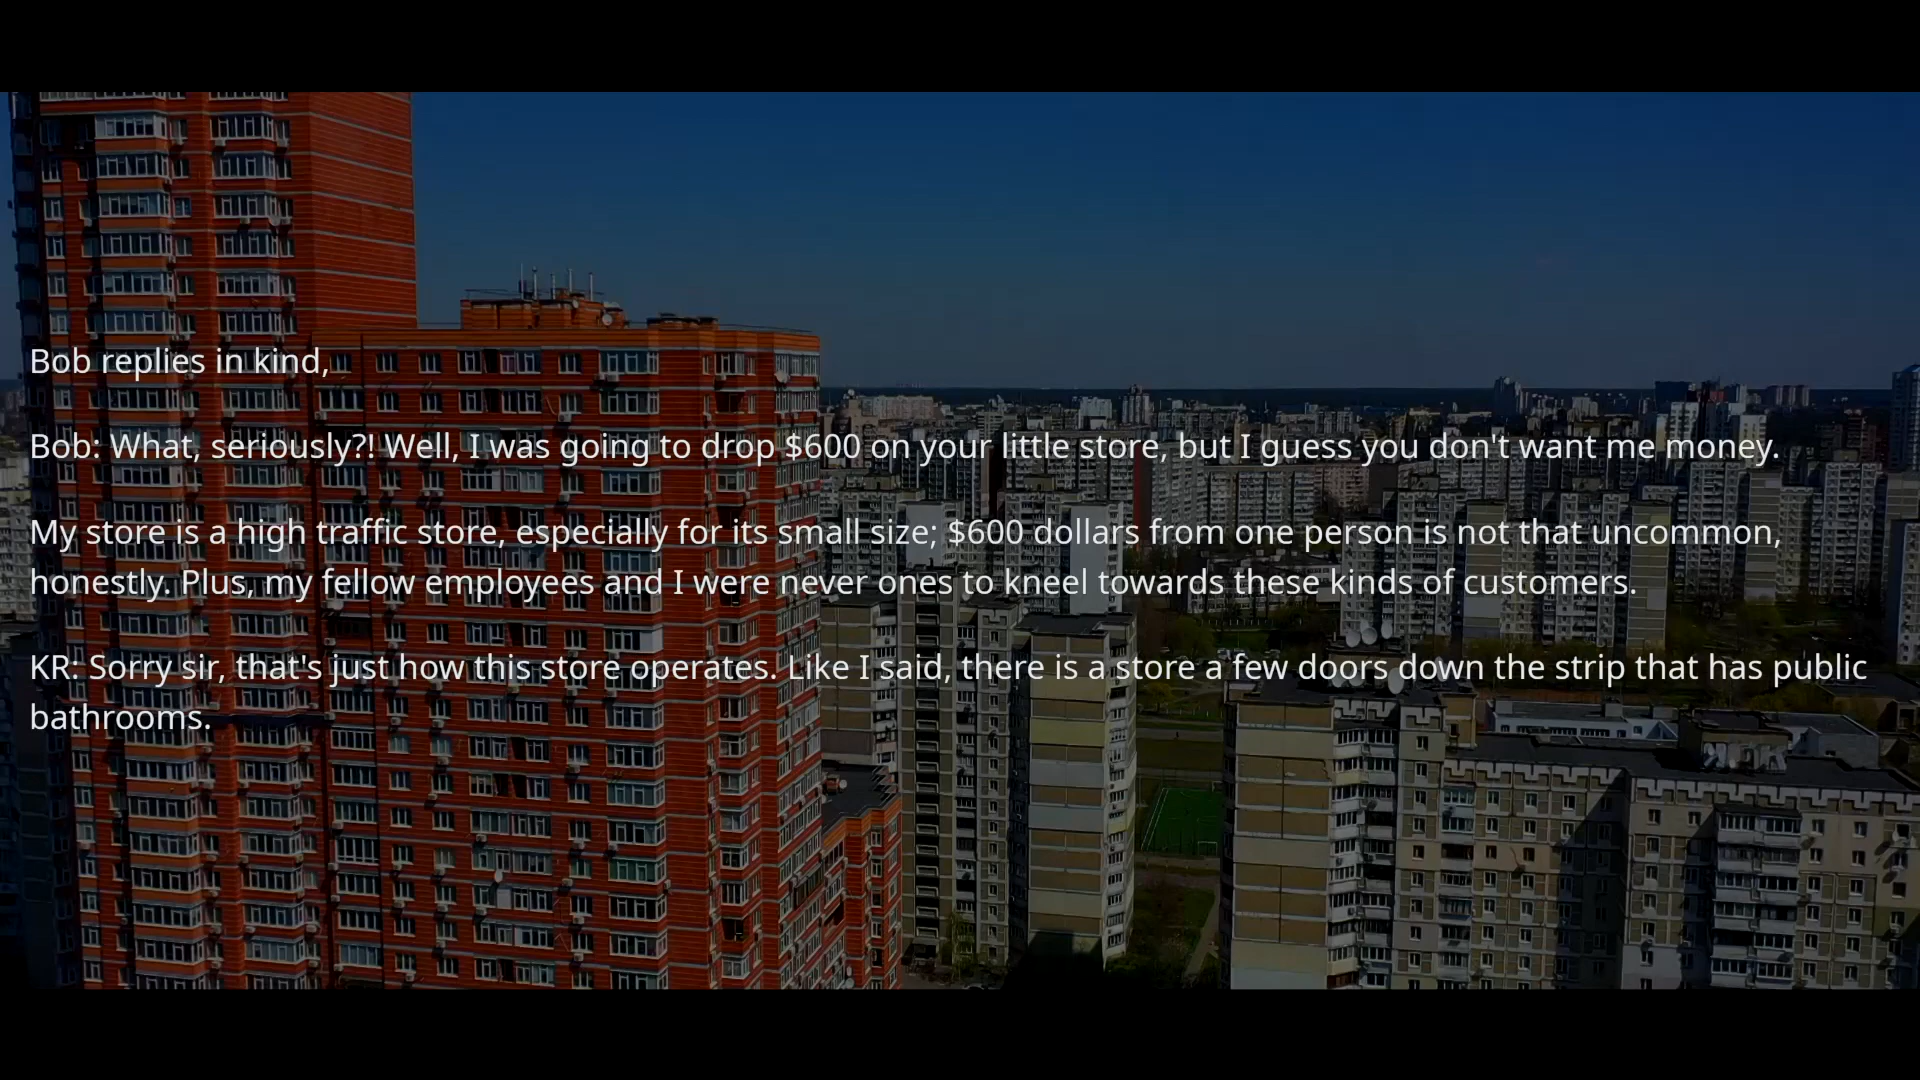 Bob replies in kind,
Bob: What, seriously?! Well, I was going to drop $600 on your little store, but I guess you don't want me money.
My store is a high traffic store, especially for its small size; $600 dollars from one person is not that uncommon,
honestly. Plus, my fellow employees and I were never ones to kneel towards these kinds of customers.
KR: Sorry sir, that's just how this store operates. Like I said, there is a store a few doors down the strip that has public
bathrooms.